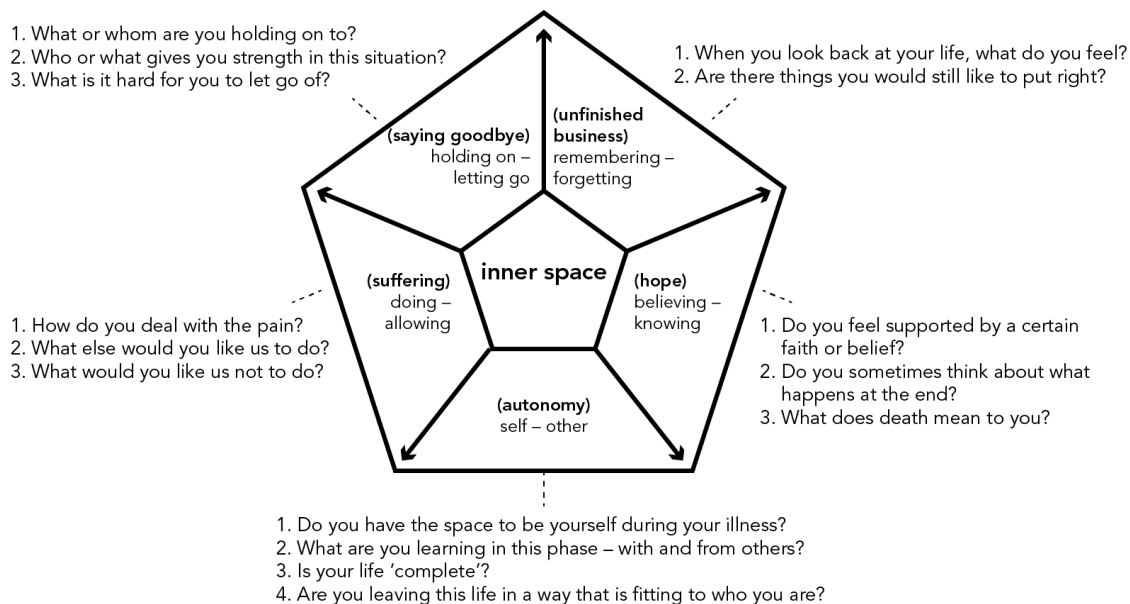 1. What or whom are you holding on to?
2. Who or what gives you strength in this situation?
3. What is it hard for you to let go of?
1. When you look back at your life, what do you feel?
2. Are there things you would still like to put right?
(saying goodbye)
holding on –
letting go
(unfinished
business)
remembering –
forgetting
inner space
(suffering)
doing –
allowing
(hope)
believing –
knowing
1. How do you deal with the pain?
2. What else would you like us to do?
3. What would you like us not to do?
1. Do you feel supported by a certain
faith or belief?
2. Do you sometimes think about what
happens at the end?
3. What does death mean to you?
(autonomy)
self – other
1. Do you have the space to be yourself during your illness?
2. What are you learning in this phase – with and from others?
3. Is your life ‘complete’?
4. Are you leaving this life in a way that is fitting to who you are?